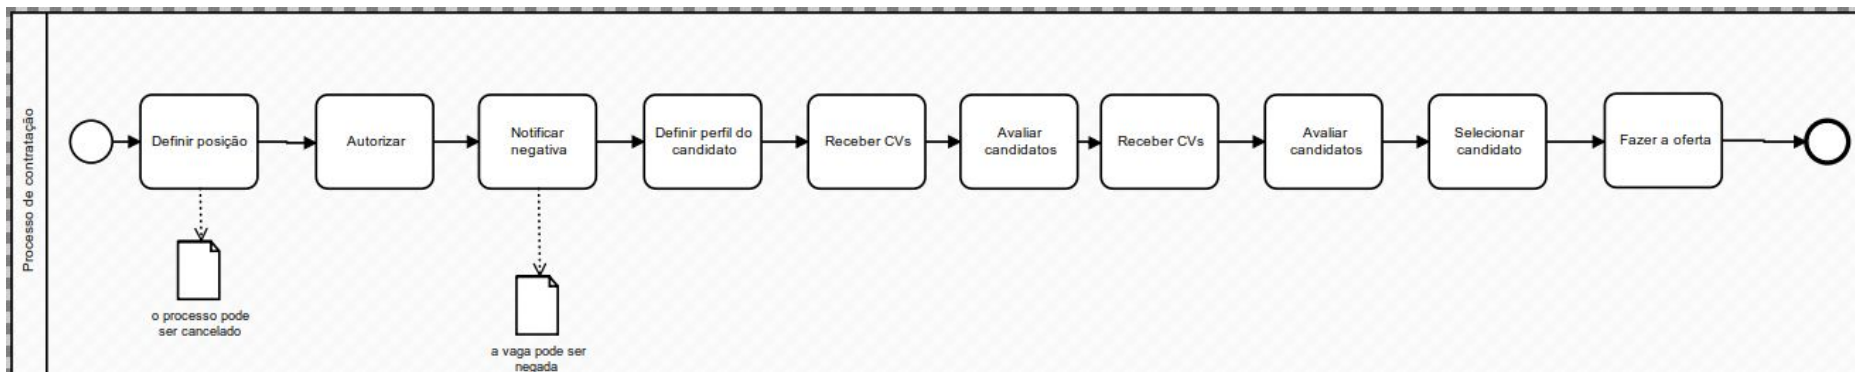 Processo de contratação
Definir posição
Autorizar
Notificar
negativa
Definir perfil do
candidato
Receber CVs
Avaliar
candidatos
Receber CVs
Avaliar
candidatos
Selecionar
candidato
Fazer a oferta
o processo pode
ser cancelado
a vaga pode ser
negada